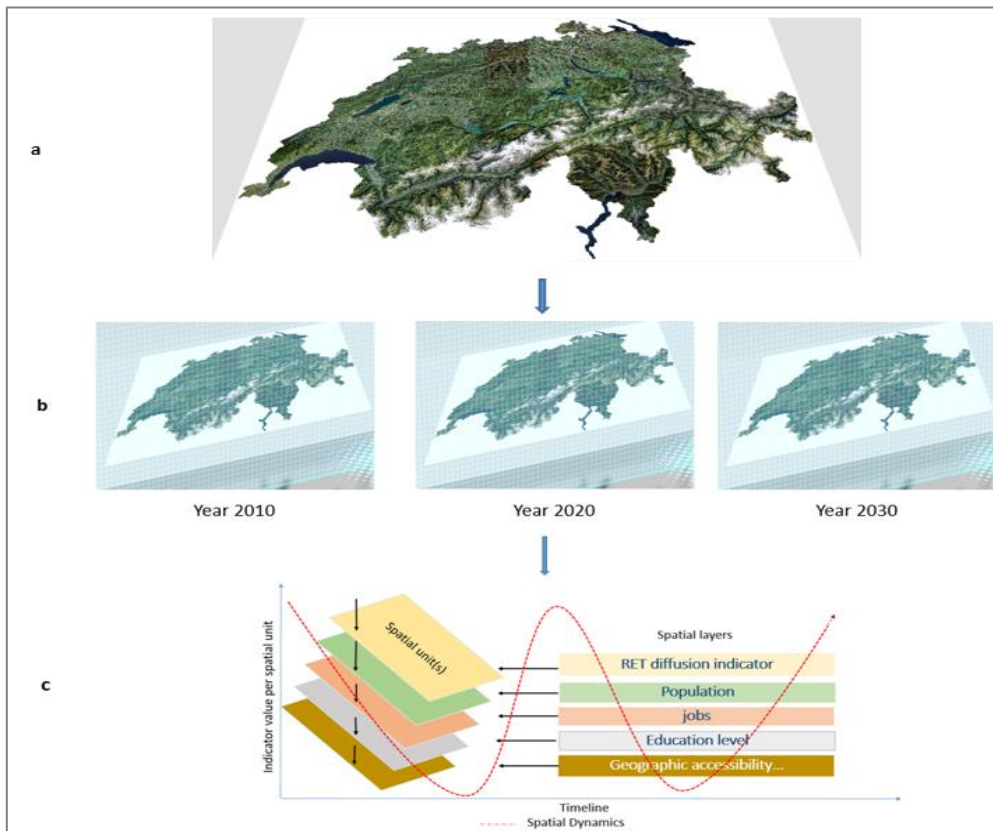 a
b
Year 2010
Year 2020
Year 2030
c
Indicator value per spatial unit
Spatial unit(s)
Spatial layers
RET diffusion indicator
Population
jobs
Education level
Geographic accessibility...
Timeline
Spatial Dynamics